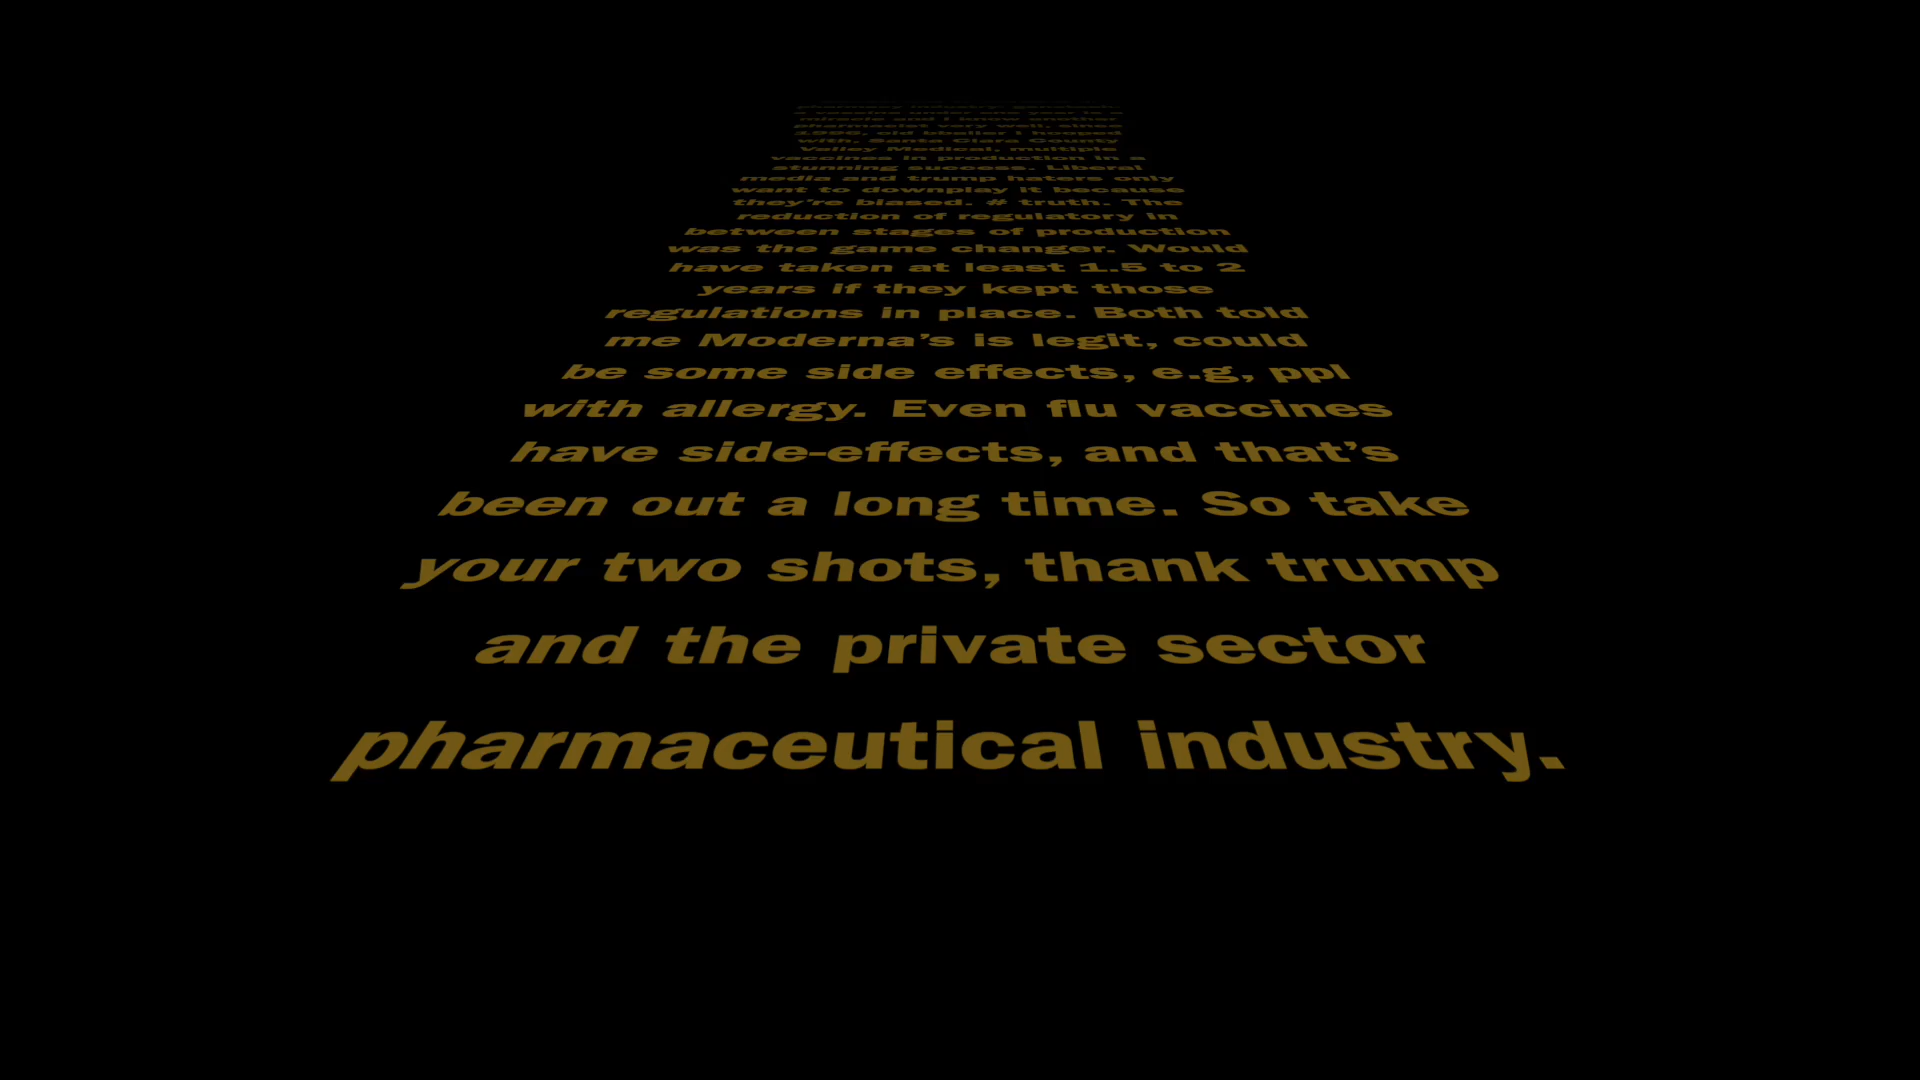 pharmacy industry. genetech.
a vaccine under one year is a
miracle and I know another
pharmacist very well, since
1996, old bballer I hooped
with, Santa Clara County
Valley Medical, multiple
vaccines in production in a
stunning success. Liberal
media and trump haters only
want to downplay it because
they're biased. # truth. The
reduction of regulatory in
between stages of production
was the game changer. Would
have taken at least 1.5 to 2
years if they kept those
regulations in place. Both told
me Moderna’s is legit, could
be some side effects, e.g, ppl
with allergy. Even flu vaccines
have side-effects, and that’s
been out a long time. So take
your two shots, thank trump
and the private sector
pharmaceutical industry.